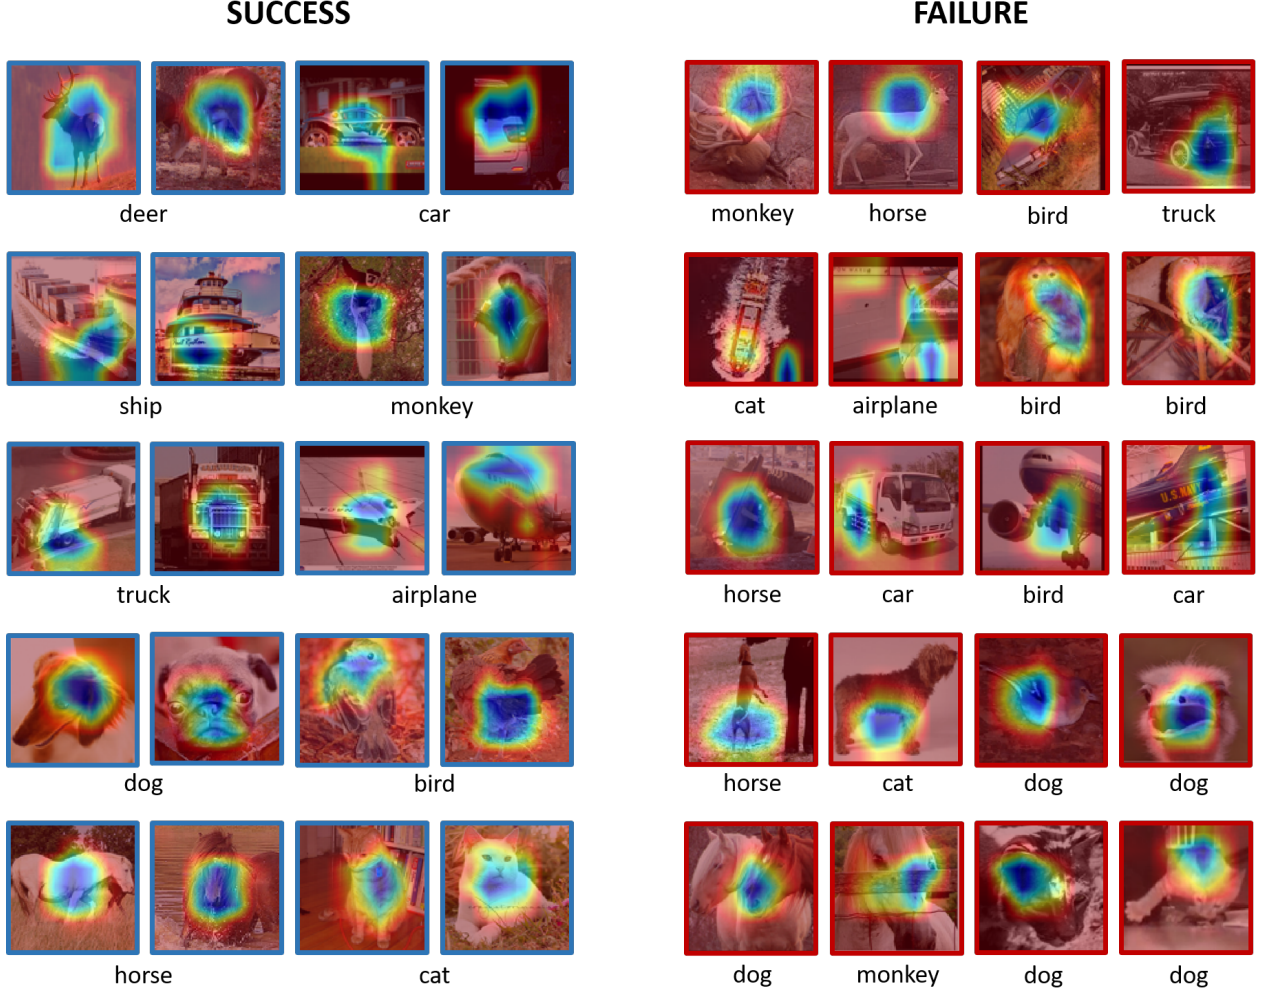 SUCCESS
FAILURE
deer
car
monkey
horse
bird
truck
ship
monkey
cat
airplane
bird
bird
U.S.NAVY
truck
airplane
horse
car
bird
car
dog
bird
horse
cat
dog
dog
horse
cat
dog
monkey
dog
dog